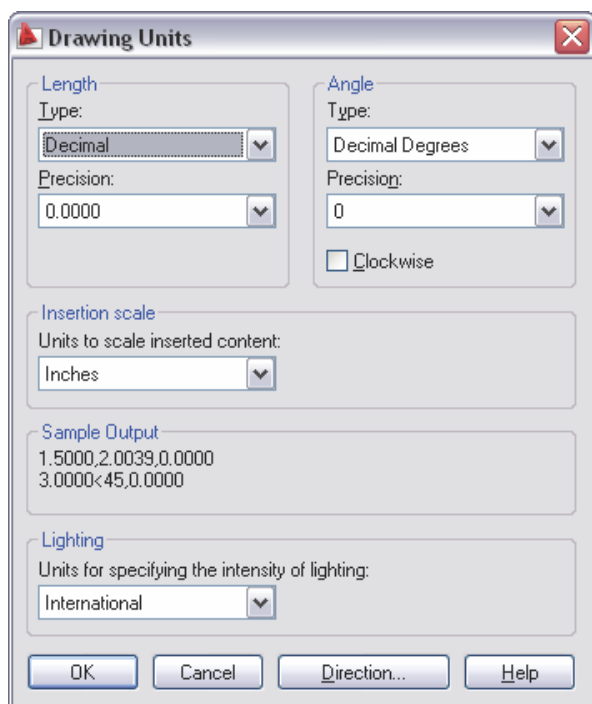 Drawing Units
Length
Type:
Decimal
Precision:
0.0000
Angle
Type:
Decimal Degrees
Precision:
0
Clockwise
Insertion scale
Units to scale inserted content:
Inches
Sample Output
1.5000,2.0039,0.0000
3.0000<45,0.0000
Lighting
Units for specifying the intensity of lighting:
International
OK Cancel Direction... Help